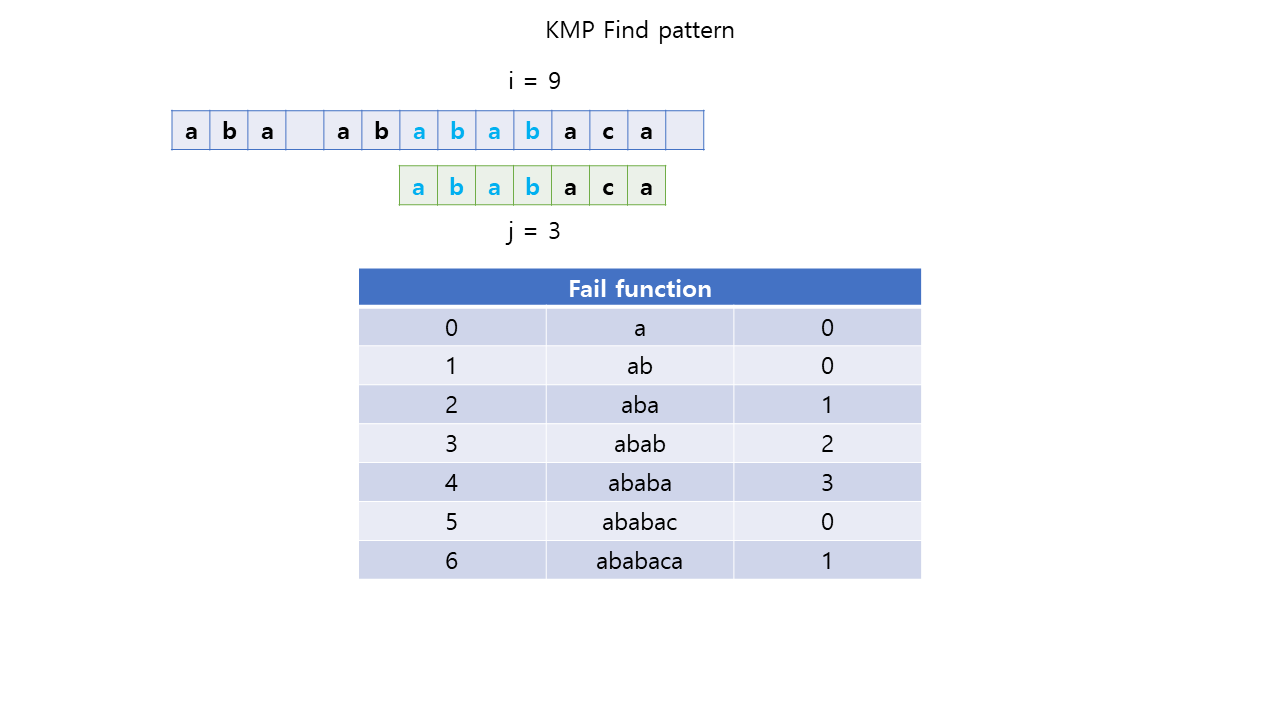 KMP Find pattern
i = 9
a b a a b a b a b a c a
a b a b a c a
j = 3
Fail function
0 a 0
1 ab 0
2 aba 1
3 abab 2
4 ababa 3
5 ababac 0
6 ababaca 1